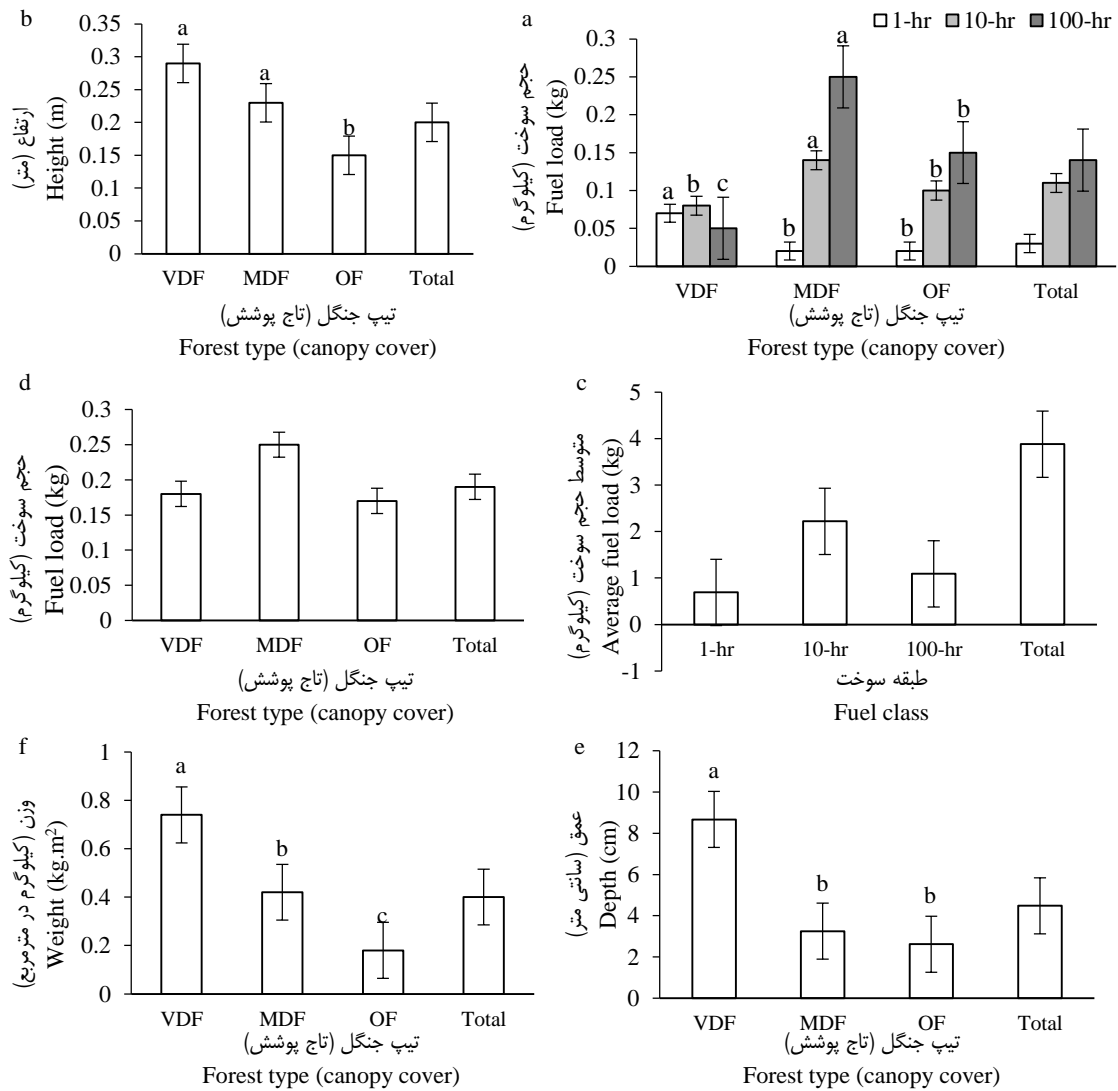 b
0.35
0.3
0.25
0.2
0.15
0.1
0.05
0
ارتفاع (متر)
Height (m)
a
a
b
VDF MDF OF Total
تیپ جنگل (تاج پوشش)
Forest type (canopy cover)
a
1-hr 10-hr 100-hr
0.3
0.25
0.2
0.15
0.1
0.05
0
حجم سوخت (کیلوگرم)
Fuel load (kg)
a b c
b a a
b b b
VDF MDF OF Total
تیپ جنگل (تاج پوشش)
Forest type (canopy cover)
d
0.3
0.25
0.2
0.15
0.1
0.05
0
حجم سوخت (کیلوگرم)
Fuel load (kg)
VDF MDF OF Total
تیپ جنگل (تاج پوشش)
Forest type (canopy cover)
c
5
4
3
2
1
0
-1
متوسط حجم سوخت (کیلوگرم)
Average fuel load (kg)
1-hr 10-hr 100-hr Total
طبقه سوخت
Fuel class
f
1
0.8
0.6
0.4
0.2
0
وزن (کیلوگرم در مترمربع)
Weight (kg.m²)
a
b
c
VDF MDF OF Total
تیپ جنگل (تاج پوشش)
Forest type (canopy cover)
e
12
10
8
6
4
2
0
عمق (سانتی متر)
Depth (cm)
a
b
b
VDF MDF OF Total
تیپ جنگل (تاج پوشش)
Forest type (canopy cover)